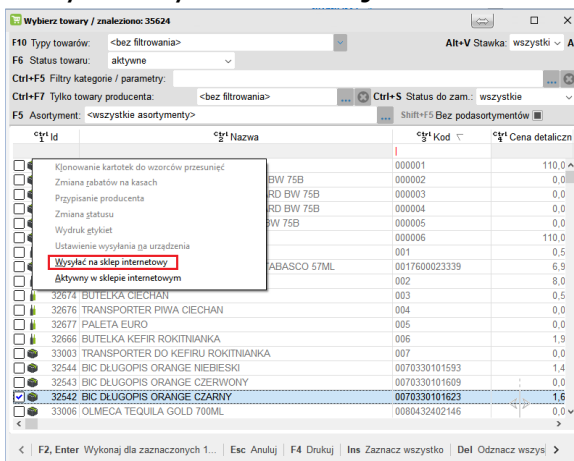 Wybierz towary / znaleziono: 35624
F10 Typy towarów: <bez filtrowania> Alt+V Stawka: wszystki A
F6 Status towaru: aktywne
Ctrl+F5 Filtry kategorie / parametry: ...
Ctrl+F7 Tylko towary producenta: <bez filtrowania> ... Ctrl+S Status do zam.: wszystkie
F5 Asortyment: <wszystkie asortymenty> ... Shift+F5 Bez podasortymentów
Ctrl 1 Id Ctrl 2 Nazwa Ctrl 3 Kod Ctrl 4 Cena detaliczn
Klonowanie kartotek do wzorców przesunięć 000001 110,0
Zmiana rabatów na kasach BW 75B 000002 0,0
Przypisanie producenta RD BW 75B 000003 0,0
Zmiana statusu RD BW 75B 000004 0,0
Wydruk etykiet BW 75B 000005 0,0
000006 110,0
Ustawienie wysyłania na urządzenia 001 0,5
Wysyłać na sklep internetowy TABASCO 57ML 0017600023339 6,9
Aktywny w sklepie internetowym 002 8,0
32674 BUTELKA CIECHAN 003 0,5
32676 TRANSPORTER PIWA CIECHAN 004 0,0
32677 PALETA EURO 005 0,0
32666 BUTELKA KEFIR ROKITNIANKA 006 1,9
33003 TRANSPORTER DO KEFIRU ROKITNIANKA 007 0,0
32544 BIC DŁUGOPIS ORANGE NIEBIESKI 0070330101593 1,4
32543 BIC DŁUGOPIS ORANGE CZERWONY 0070330101609 0,0
32542 BIC DŁUGOPIS ORANGE CZARNY 0070330101623 1,6
33006 OLMECA TEQUILA GOLD 700ML 0080432402146 0,0
F2, Enter Wykonaj dla zaznaczonych 1... Esc Anuluj F4 Drukuj Ins Zaznacz wszystko Del Odznacz wszys